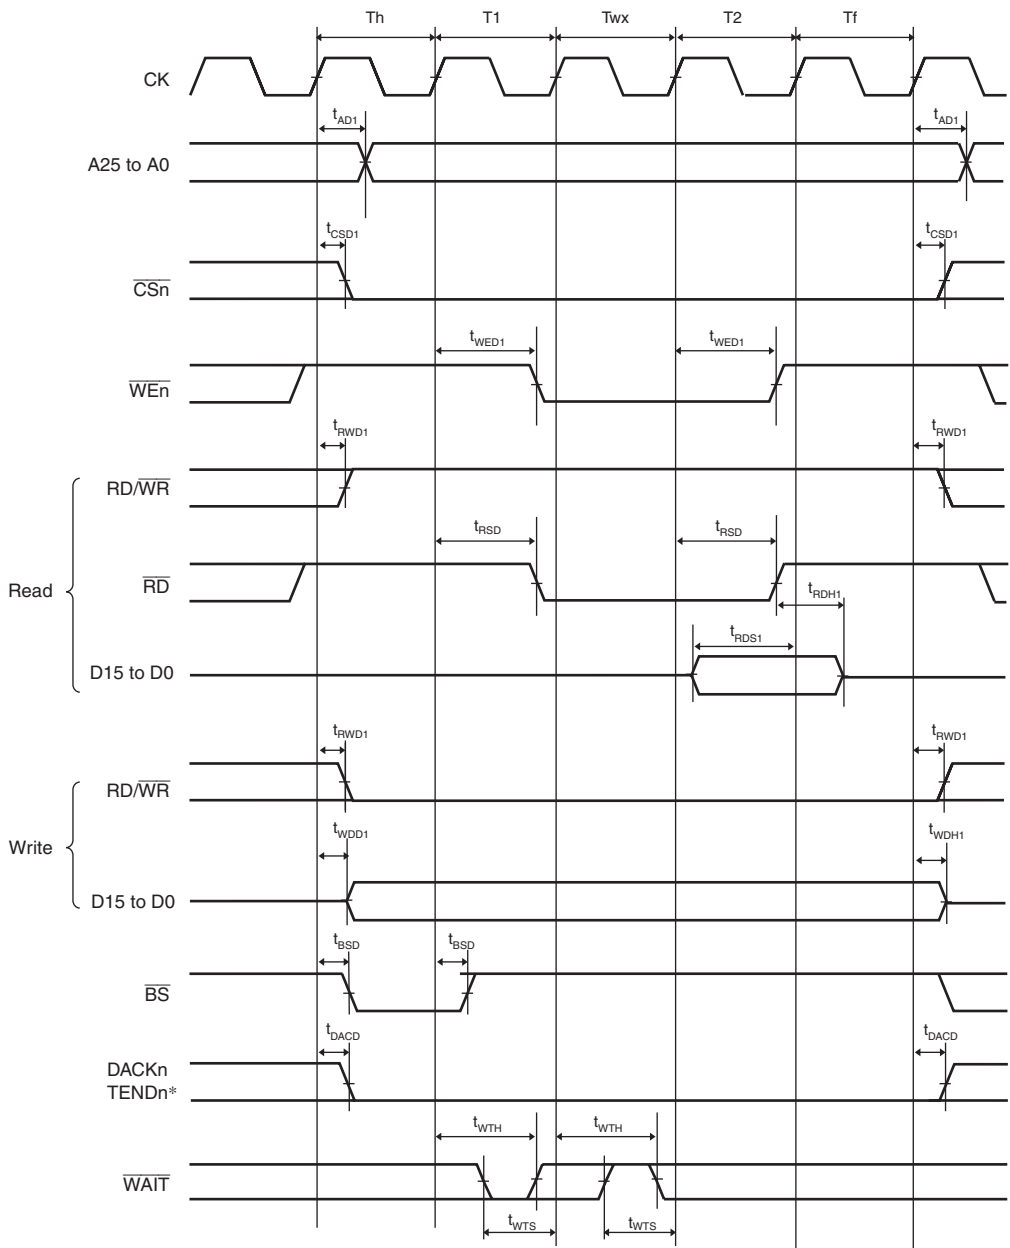 Th T1 Twx T2 Tf
CK
tAD1 tAD1
A25 to A0
tCSD1 tCSD1
CSn
tWED1 tWED1
WEn
tRWD1 tRWD1
RD/WR
tRSD tRSD
Read
RD
tRDH1
tRDS1
D15 to D0
tRWD1 tRWD1
RD/WR
tWDD1 tWDH1
Write
D15 to D0
tBSD tBSD
BS
tDACD tDACD
DACKn
TENDn*
tWTH tWTH
WAIT
tWTS tWTS